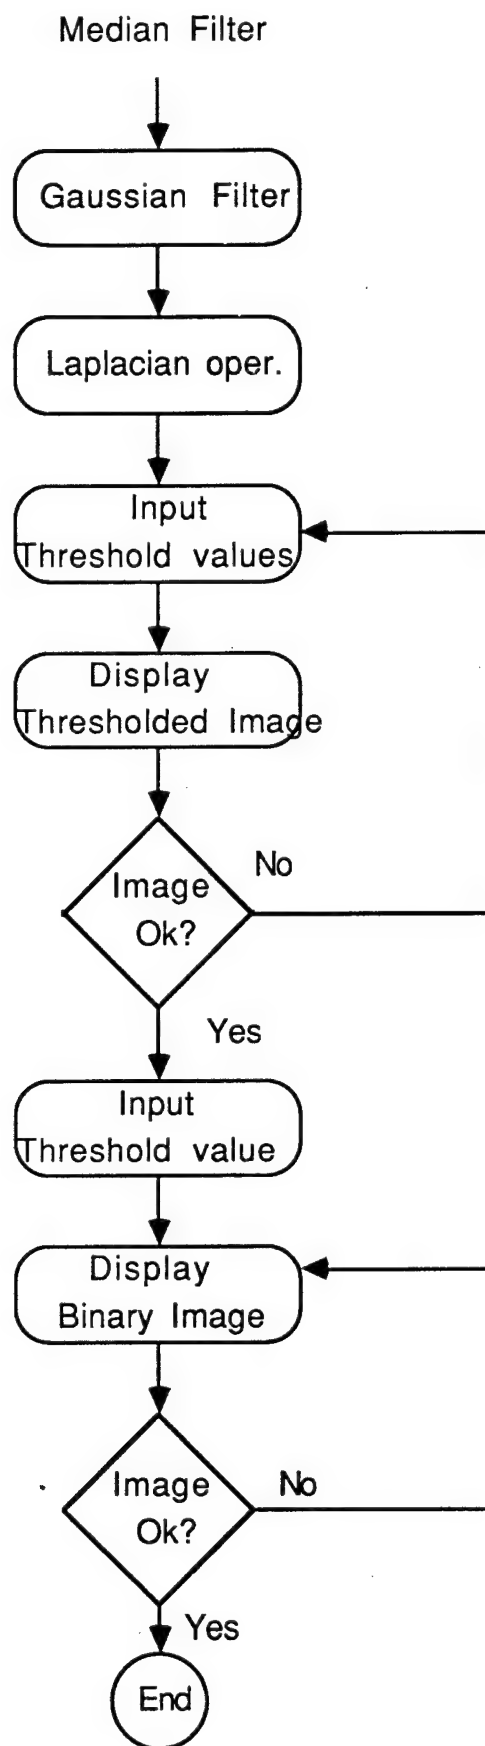 Median Filter
Gaussian Filter
Laplacian oper.
Input
Threshold values
Display
Thresholded Image
No
Image
Ok?
Yes
Input
Threshold value
Display
Binary Image
Image
No
Ok?
Yes
End